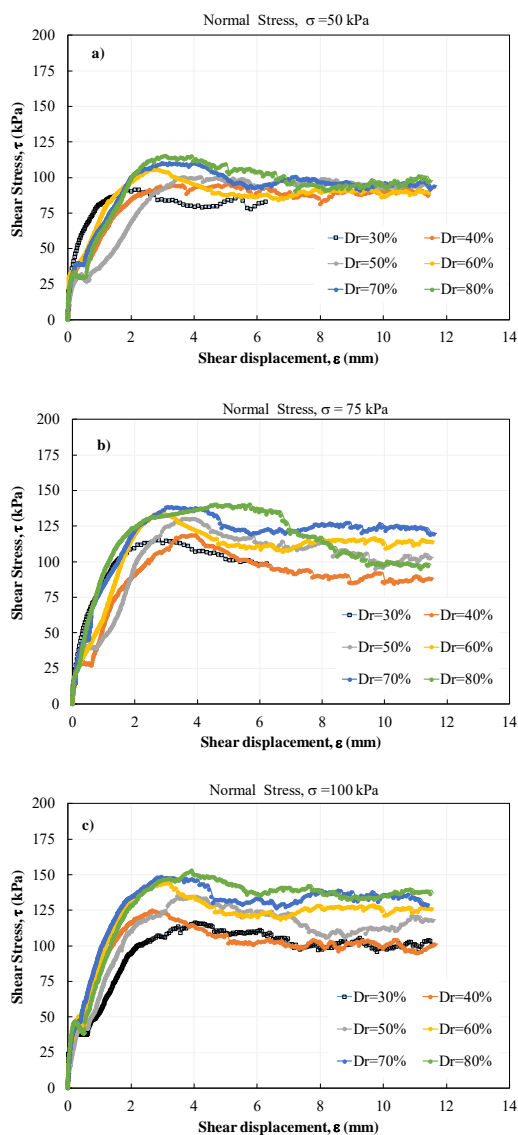 Normal Stress, σ =50 kPa
a)
Shear Stress, τ (kPa)
200
175
150
125
100
75
50
25
0
Dr=30% Dr=40%
Dr=50% Dr=60%
Dr=70% Dr=80%
0 2 4 6 8 10 12 14
Shear displacement, ε (mm)
Normal Stress, σ = 75 kPa
b)
Shear Stress, τ (kPa)
200
175
150
125
100
75
50
25
0
Dr=30% Dr=40%
Dr=50% Dr=60%
Dr=70% Dr=80%
0 2 4 6 8 10 12 14
Shear displacement, ε (mm)
Normal Stress, σ =100 kPa
c)
Shear Stress, τ (kPa)
200
175
150
125
100
75
50
25
0
Dr=30% Dr=40%
Dr=50% Dr=60%
Dr=70% Dr=80%
0 2 4 6 8 10 12 14
Shear displacement, ε (mm)